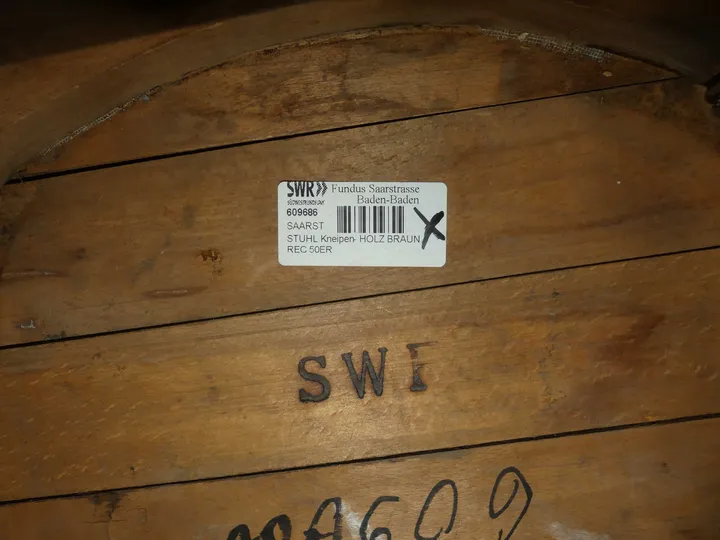 SWR» Fundus Saarstrasse
Baden-Baden
609686
SAARST
STUHL Kneipen- HOLZ BRAUN
REC 50ER
X
SWF